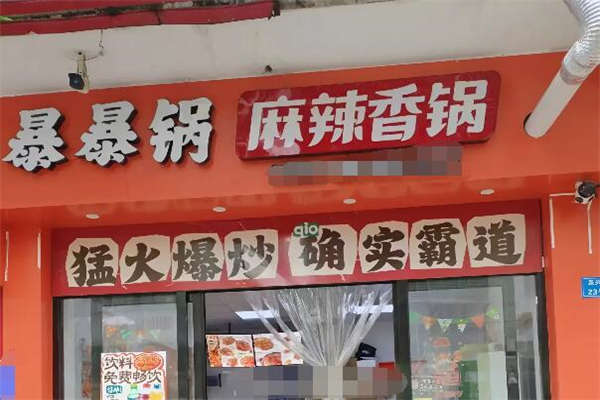 暴暴锅 麻辣香锅
猛火爆炒 确实霸道
qio
饮料
免费畅饮